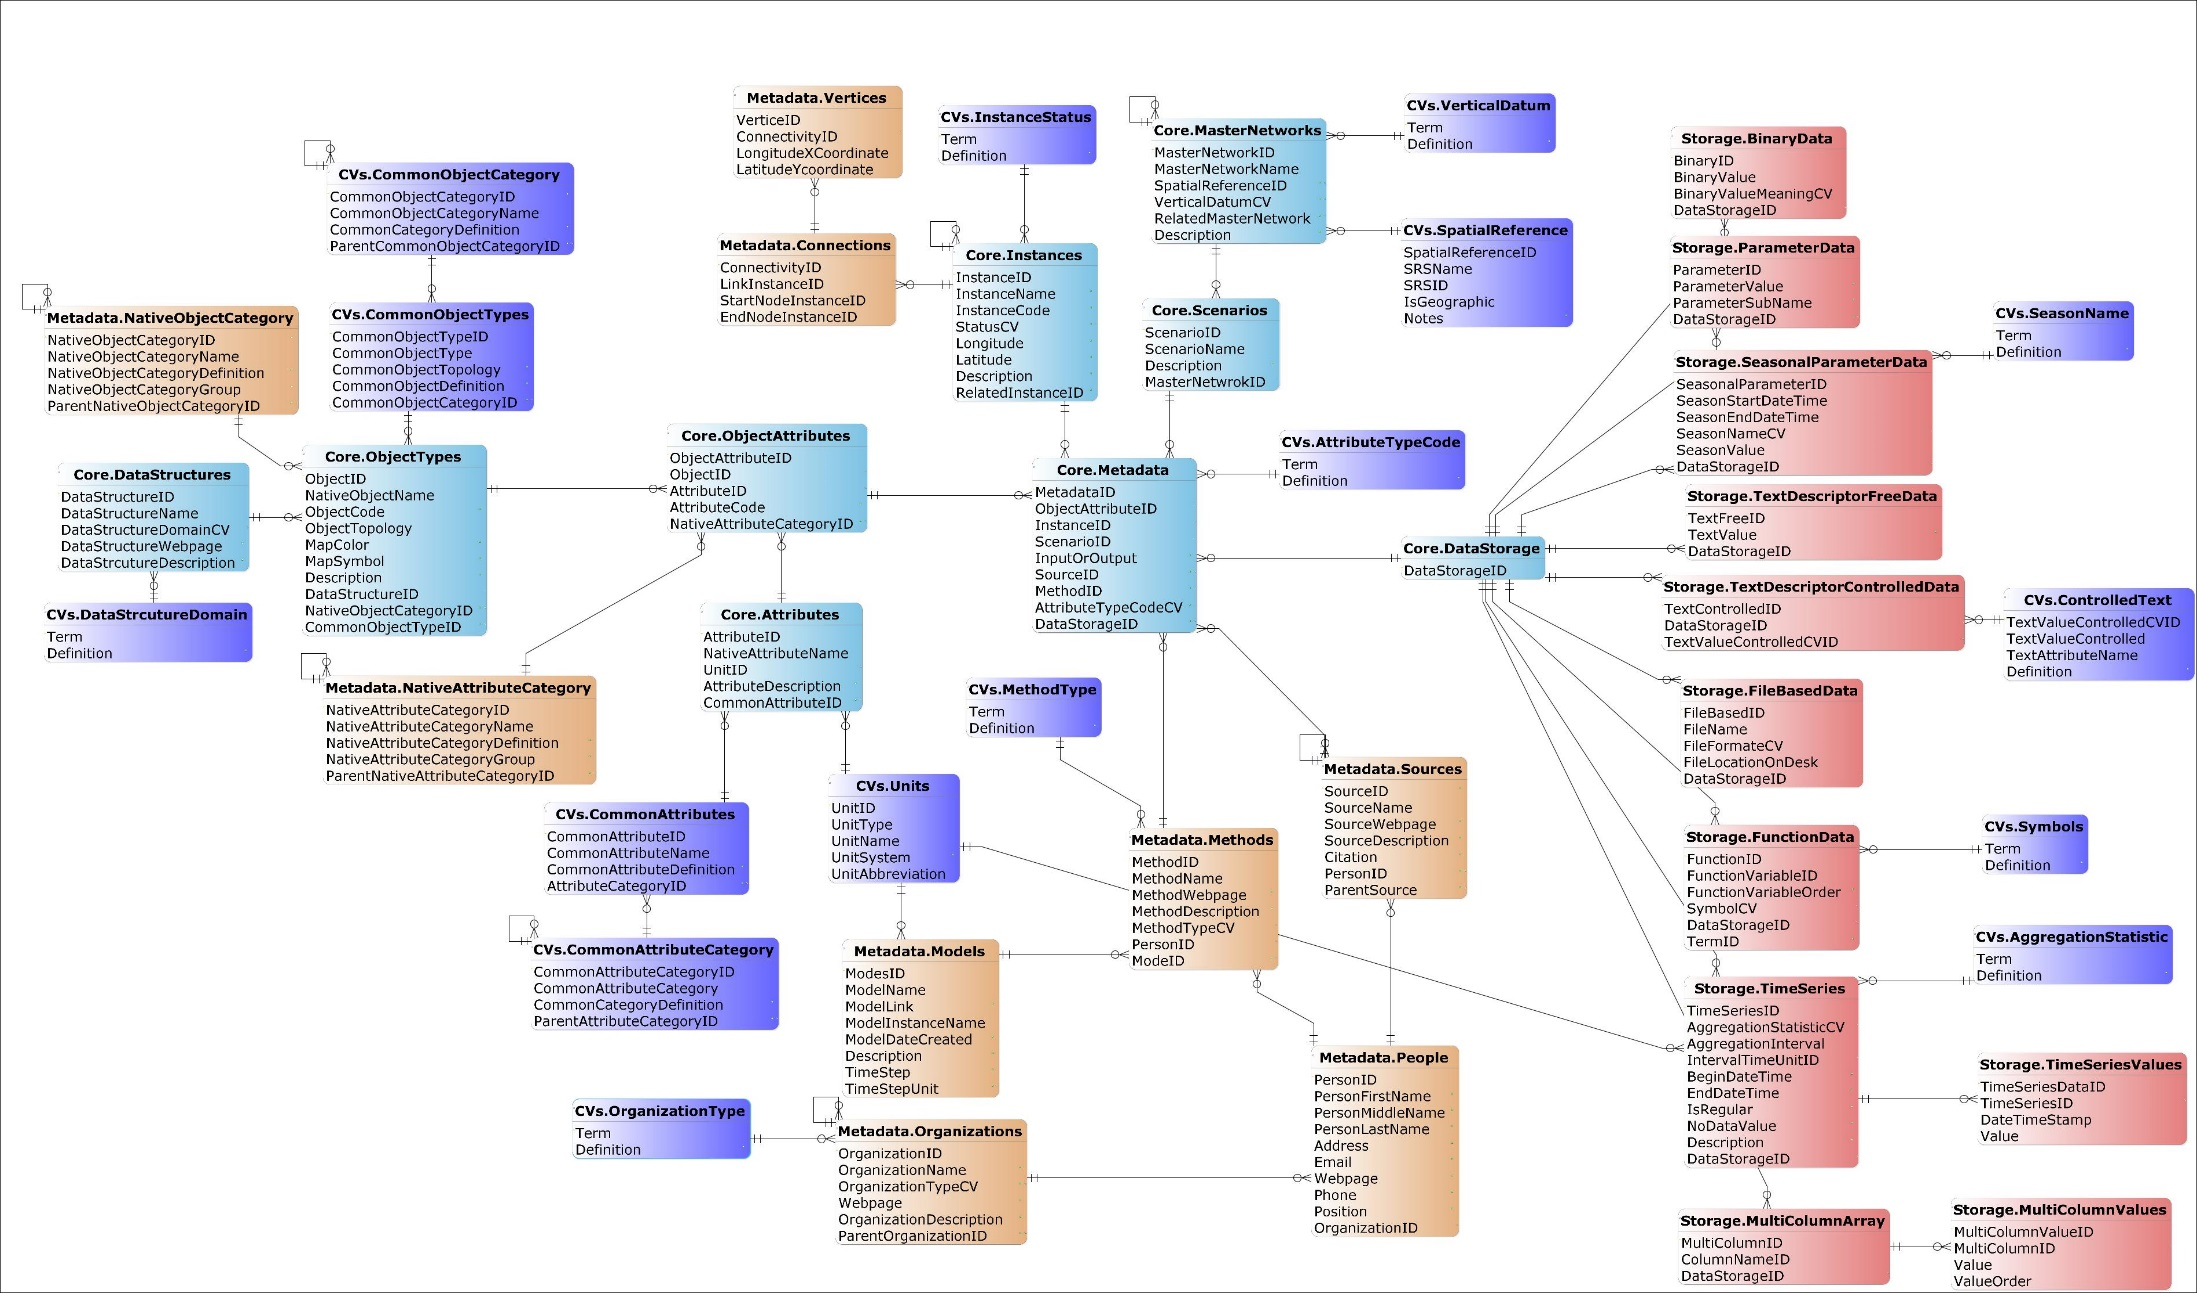 Metadata.Vertices
VerticeID
ConnectivityID
LongitudeXCoordinate
LatitudeYcoordinate
CVs.InstanceStatus
Term
Definition
Core.MasterNetworks
MasterNetworkID
MasterNetworkName
SpatialReferenceID
VerticalDatumCV
RelatedMasterNetwork
Description
CVs.VerticalDatum
Term
Definition
Storage.BinaryData
BinaryID
BinaryValue
BinaryValueMeaningCV
DataStorageID
CVs.CommonObjectCategory
CommonObjectCategoryID
CommonObjectCategoryName
CommonCategoryDefinition
ParentCommonObjectCategoryID
Metadata.Connections
ConnectivityID
LinkInstanceID
StartNodeInstanceID
EndNodeInstanceID
Core.Instances
InstanceID
InstanceName
InstanceCode
StatusCV
Longitude
Latitude
Description
RelatedInstanceID
CVs.SpatialReference
SpatialReferenceID
SRSName
SRSID
IsGeographic
Notes
Storage.ParameterData
ParameterID
ParameterValue
ParameterSubName
DataStorageID
Metadata.NativeObjectCategory
NativeObjectCategoryID
NativeObjectCategoryName
NativeObjectCategoryDefinition
NativeObjectCategoryGroup
ParentNativeObjectCategoryID
CVs.CommonObjectTypes
CommonObjectTypeID
CommonObjectType
CommonObjectTopology
CommonObjectDefinition
CommonObjectCategoryID
Core.Scenarios
ScenarioID
ScenarioName
Description
MasterNetwrokID
CVs.SeasonName
Term
Definition
Storage.SeasonalParameterData
SeasonalParameterID
SeasonStartDateTime
SeasonEndDateTime
SeasonNameCV
SeasonValue
DataStorageID
Core.DataStructures
DataStructureID
DataStructureName
DataStructureDomainCV
DataStructureWebpage
DataStrcutureDescription
Core.ObjectTypes
ObjectID
NativeObjectName
ObjectCode
ObjectTopology
MapColor
MapSymbol
Description
DataStructureID
NativeObjectCategoryID
CommonObjectTypeID
Core.ObjectAttributes
ObjectAttributeID
ObjectID
AttributeID
AttributeCode
NativeAttributeCategoryID
Core.Metadata
MetadataID
ObjectAttributeID
InstanceID
ScenarioID
InputOrOutput
SourceID
MethodID
AttributeTypeCodeCV
DataStorageID
CVs.AttributeTypeCode
Term
Definition
Core.DataStorage
DataStorageID
Storage.TextDescriptorFreeData
TextFreeID
TextValue
DataStorageID
Storage.TextDescriptorControlledData
TextControlledID
DataStorageID
TextValueControlledCVID
CVs.ControlledText
TextValueControlledCVID
TextValueControlled
TextAttributeName
Definition
CVs.DataStrcutureDomain
Term
Definition
Core.Attributes
AttributeID
NativeAttributeName
UnitID
AttributeDescription
CommonAttributeID
Metadata.NativeAttributeCategory
NativeAttributeCategoryID
NativeAttributeCategoryName
NativeAttributeCategoryDefinition
NativeAttributeCategoryGroup
ParentNativeAttributeCategoryID
CVs.MethodType
Term
Definition
Storage.FileBasedData
FileBasedID
FileName
FileFormateCV
FileLocationOnDesk
DataStorageID
CVs.CommonAttributes
CommonAttributeID
CommonAttributeName
CommonAttributeDefinition
AttributeCategoryID
CVs.Units
UnitID
UnitType
UnitName
UnitSystem
UnitAbbreviation
Metadata.Methods
MethodID
MethodName
MethodWebpage
MethodDescription
MethodTypeCV
PersonID
ModeID
Metadata.Sources
SourceID
SourceName
SourceWebpage
SourceDescription
Citation
PersonID
ParentSource
Storage.FunctionData
FunctionID
FunctionVariableID
FunctionVariableOrder
SymbolCV
DataStorageID
TermID
CVs.Symbols
Term
Definition
CVs.CommonAttributeCategory
CommonAttributeCategoryID
CommonAttributeCategory
CommonCategoryDefinition
ParentAttributeCategoryID
Metadata.Models
ModesID
ModelName
ModelLink
ModelInstanceName
ModelDateCreated
Description
TimeStep
TimeStepUnit
CVs.AggregationStatistic
Term
Definition
Storage.TimeSeries
TimeSeriesID
AggregationStatisticCV
AggregationInterval
IntervalTimeUnitID
BeginDateTime
EndDateTime
IsRegular
NoDataValue
Description
DataStorageID
Storage.TimeSeriesValues
TimeSeriesDataID
TimeSeriesID
DateTimeStamp
Value
Metadata.People
PersonID
PersonFirstName
PersonMiddleName
PersonLastName
Address
Email
Webpage
Phone
Position
OrganizationID
CVs.OrganizationType
Term
Definition
Metadata.Organizations
OrganizationID
OrganizationName
OrganizationTypeCV
Webpage
OrganizationDescription
ParentOrganizationID
Storage.MultiColumnArray
MultiColumnID
ColumnNameID
DataStorageID
Storage.MultiColumnValues
MultiColumnValueID
MultiColumnID
Value
ValueOrder